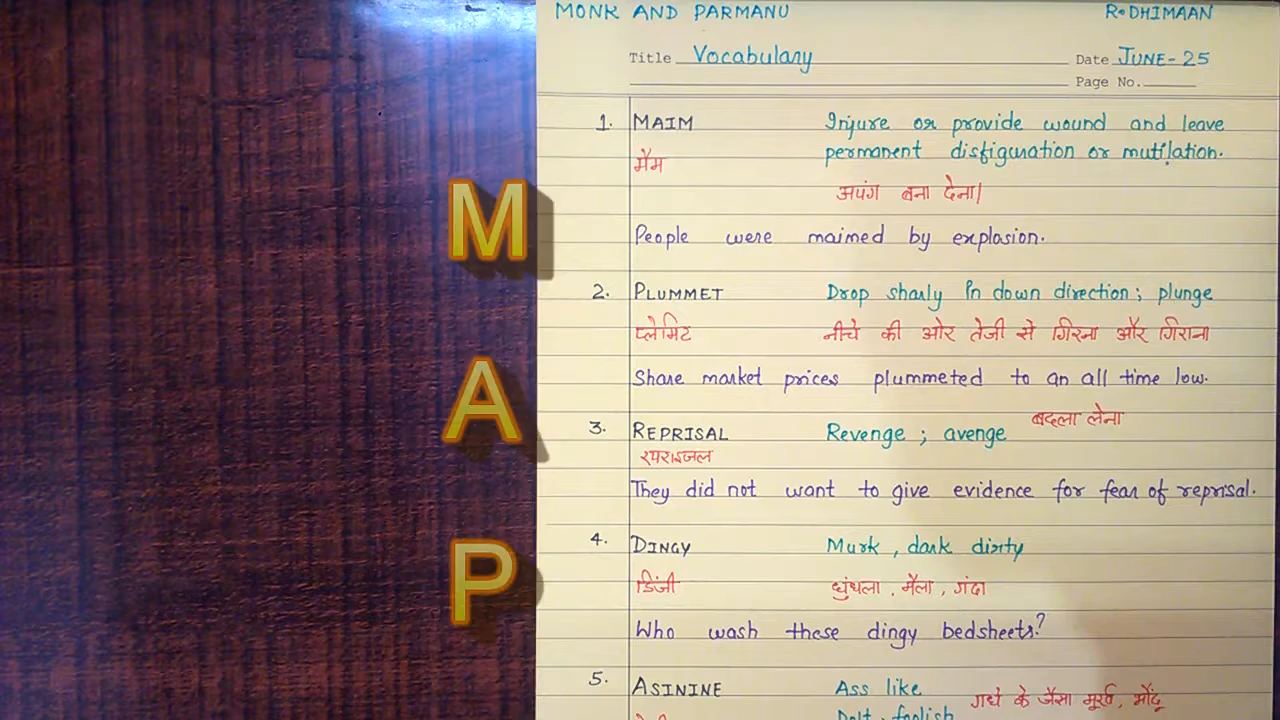 MONK AND PARMANU
R. DHIMAAN
Title Vocabulary
Date JUNE-25
Page No.
M
A
P
1. MAIM Injure or provide wound and leave
मैम permanent disfiguration or mutilation.
अपंग बना देना।
People were maimed by explosion.
2. PLUMMET Drop sharly in down direction; plunge
प्लेमिट नीचे की ओर तेजी से गिरना और गिराना
Share market prices plummeted to an all time low.
3. REPRISAL Revenge ; avenge बदला लेना
रपराइजल
They did not want to give evidence for fear of reprisal.
4. DINGY Murk , dark dirty
डिंजी धुंधला , मैला , गंदा
Who wash these dingy bedsheets?
5. ASININE Ass like गधे के जैसा मूर्ख, भोंदू
Dolt, foolish